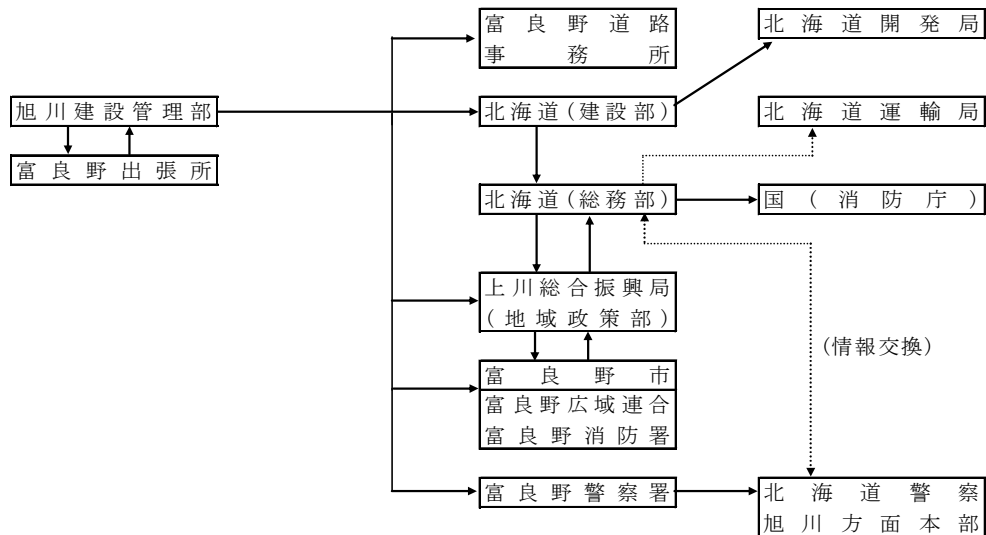 富良野道路
事務所
北海道開発局
旭川建設管理部
北海道(建設部)
北海道運輸局
富良野出張所
北海道(総務部)
国(消防庁)
上川総合振興局
(地域政策部)
(情報交換)
富良野市
富良野広域連合
富良野消防署
富良野警察署
北海道警察
旭川方面本部